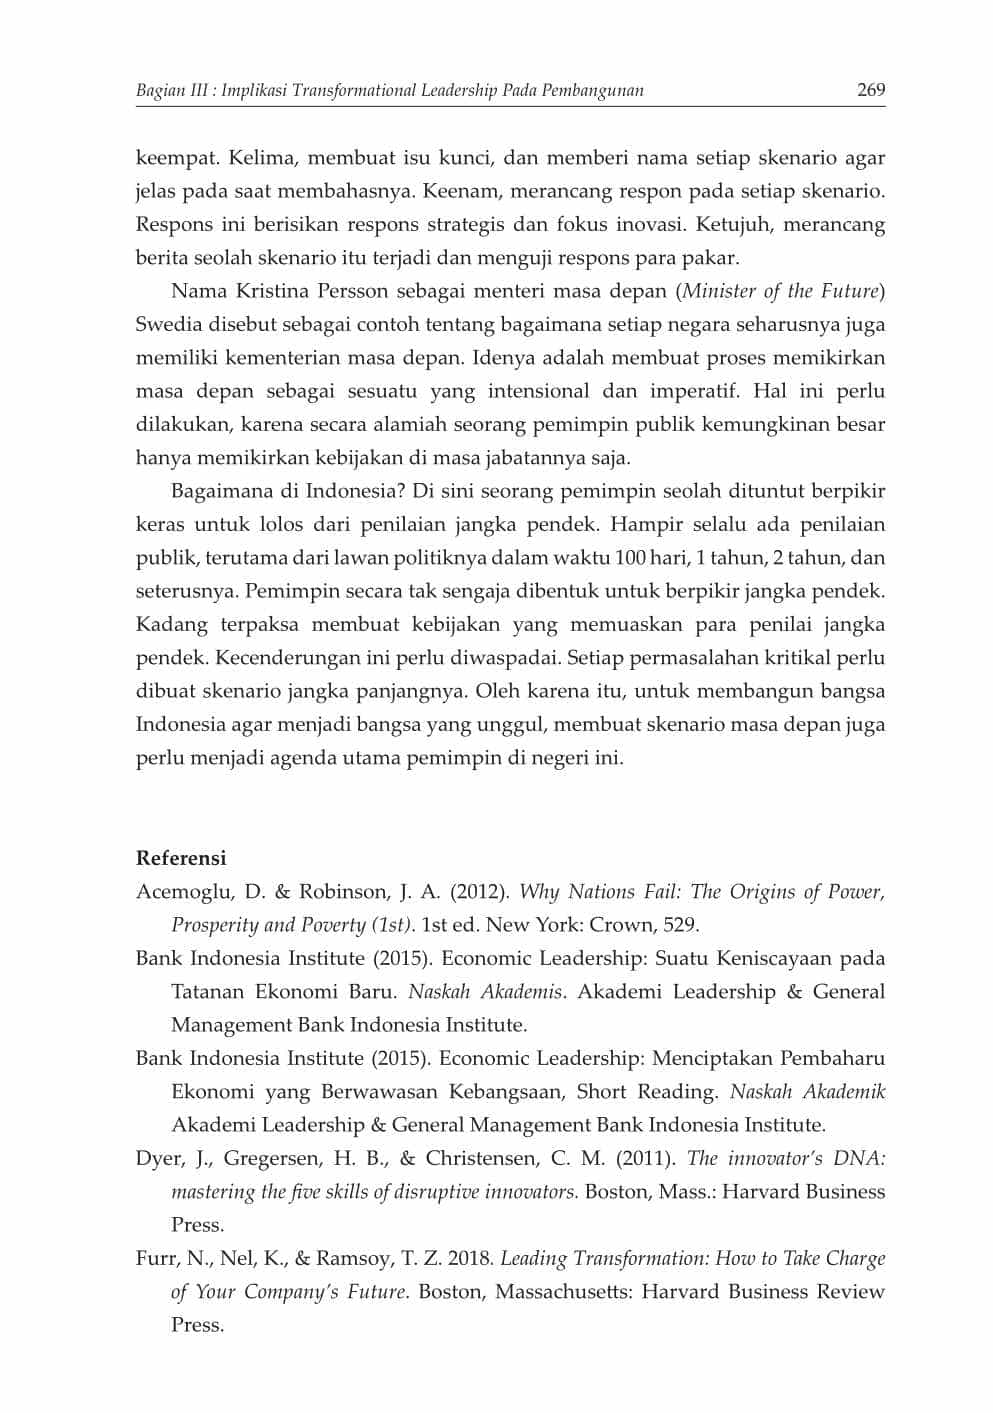 Bagian III : Implikasi Transformational Leadership Pada Pembangunan 269
keempat. Kelima, membuat isu kunci, dan memberi nama setiap skenario agar
jelas pada saat membahasnya. Keenam, merancang respon pada setiap skenario.
Respons ini berisikan respons strategis dan fokus inovasi. Ketujuh, merancang
berita seolah skenario itu terjadi dan menguji respons para pakar.
Nama Kristina Persson sebagai menteri masa depan (Minister of the Future)
Swedia disebut sebagai contoh tentang bagaimana setiap negara seharusnya juga
memiliki kementerian masa depan. Idenya adalah membuat proses memikirkan
masa depan sebagai sesuatu yang intensional dan imperatif. Hal ini perlu
dilakukan, karena secara alamiah seorang pemimpin publik kemungkinan besar
hanya memikirkan kebijakan di masa jabatannya saja.
Bagaimana di Indonesia? Di sini seorang pemimpin seolah dituntut berpikir
keras untuk lolos dari penilaian jangka pendek. Hampir selalu ada penilaian
publik, terutama dari lawan politiknya dalam waktu 100 hari, 1 tahun, 2 tahun, dan
seterusnya. Pemimpin secara tak sengaja dibentuk untuk berpikir jangka pendek.
Kadang terpaksa membuat kebijakan yang memuaskan para penilai jangka
pendek. Kecenderungan ini perlu diwaspadai. Setiap permasalahan kritikal perlu
dibuat skenario jangka panjangnya. Oleh karena itu, untuk membangun bangsa
Indonesia agar menjadi bangsa yang unggul, membuat skenario masa depan juga
perlu menjadi agenda utama pemimpin di negeri ini.
Referensi
Acemoglu, D. & Robinson, J. A. (2012). Why Nations Fail: The Origins of Power,
Prosperity and Poverty (1st). 1st ed. New York: Crown, 529.
Bank Indonesia Institute (2015). Economic Leadership: Suatu Keniscayaan pada
Tatanan Ekonomi Baru. Naskah Akademis. Akademi Leadership & General
Management Bank Indonesia Institute.
Bank Indonesia Institute (2015). Economic Leadership: Menciptakan Pembaharu
Ekonomi yang Berwawasan Kebangsaan, Short Reading. Naskah Akademik
Akademi Leadership & General Management Bank Indonesia Institute.
Dyer, J., Gregersen, H. B., & Christensen, C. M. (2011). The innovator’s DNA:
mastering the five skills of disruptive innovators. Boston, Mass.: Harvard Business
Press.
Furr, N., Nel, K., & Ramsoy, T. Z. 2018. Leading Transformation: How to Take Charge
of Your Company’s Future. Boston, Massachusetts: Harvard Business Review
Press.